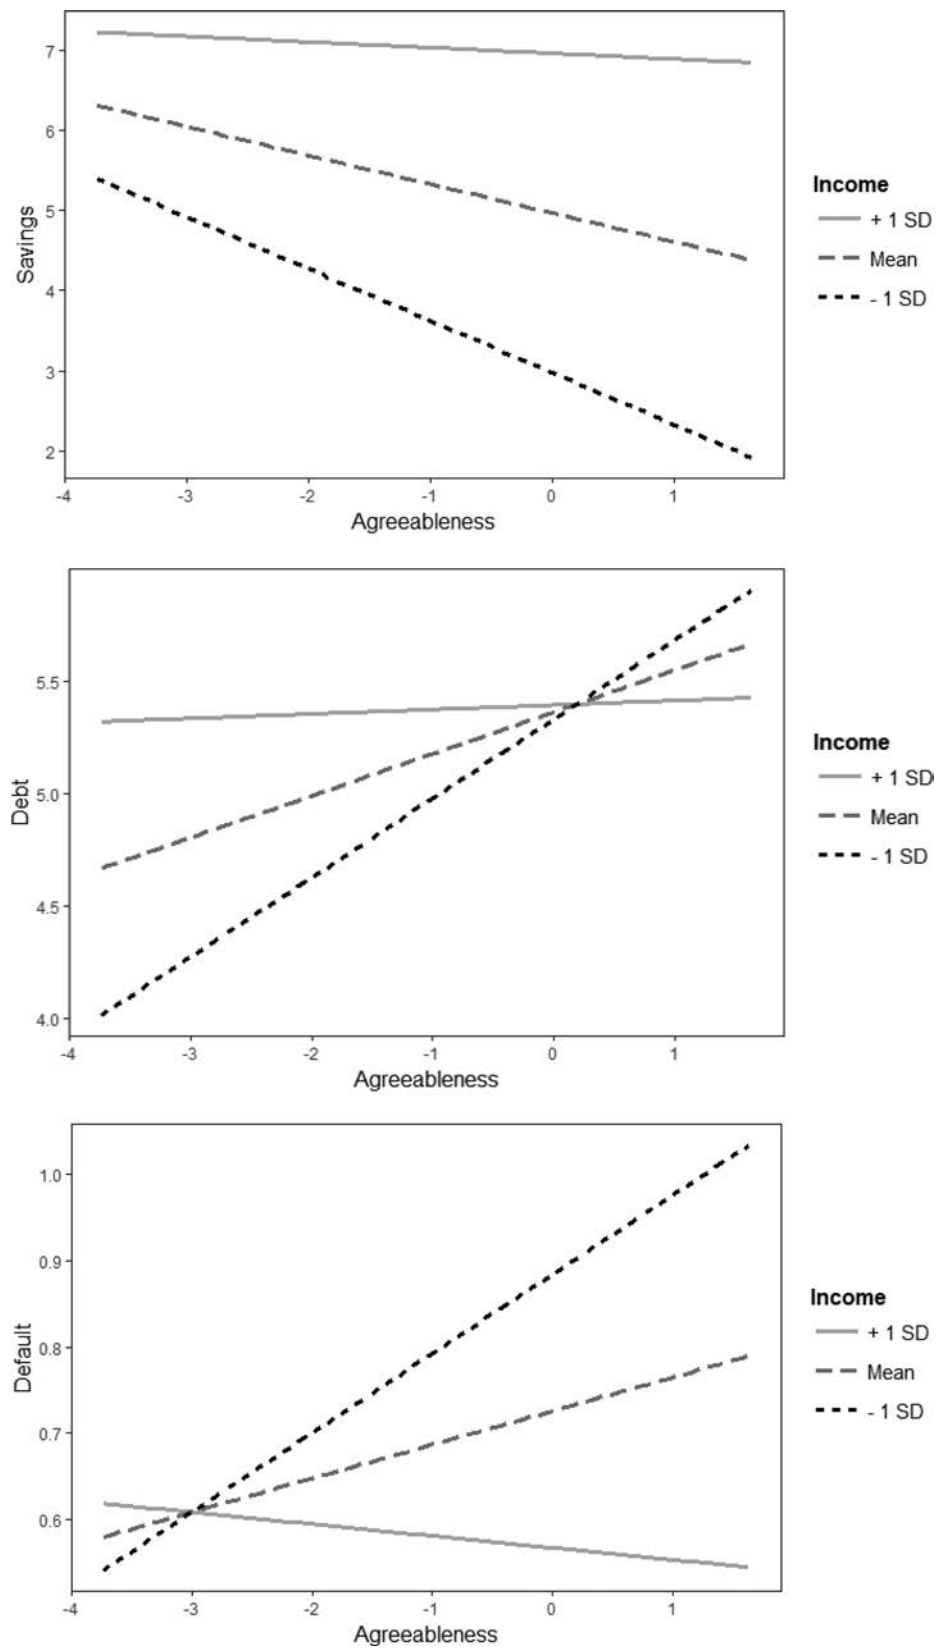 7
6
5
4
3
2
Savings
-4 -3 -2 -1 0 1
Agreeableness
Income
+ 1 SD
Mean
- 1 SD
5.5
5.0
4.5
4.0
Debt
-4 -3 -2 -1 0 1
Agreeableness
Income
+ 1 SD
Mean
- 1 SD
1.0
0.9
0.8
0.7
0.6
Default
-4 -3 -2 -1 0 1
Agreeableness
Income
+ 1 SD
Mean
- 1 SD